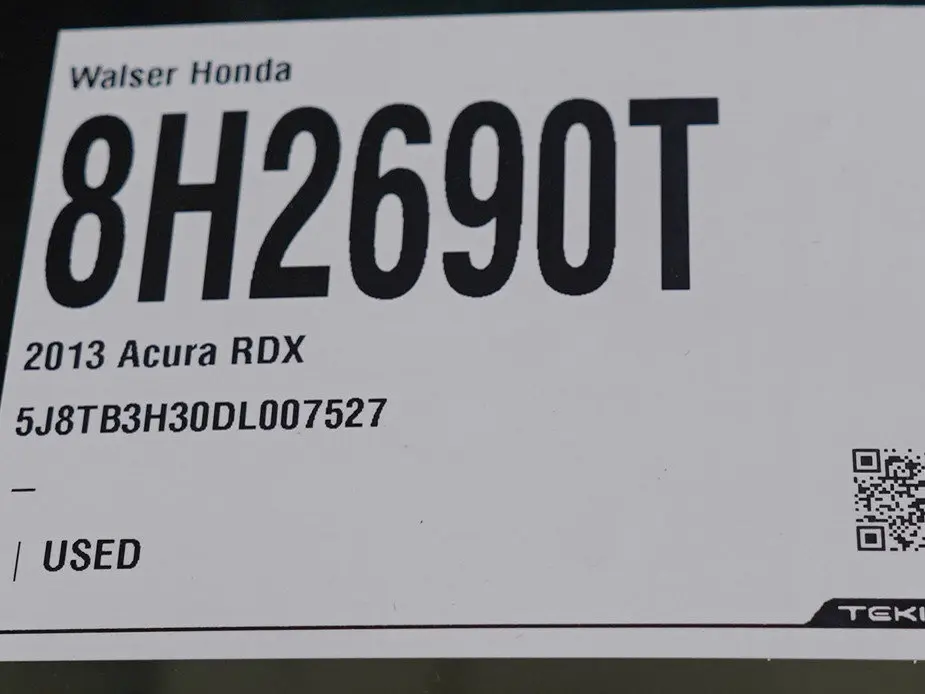 Walser Honda
8H2690T
2013 Acura RDX
5J8TB3H30DL007527
–
| USED